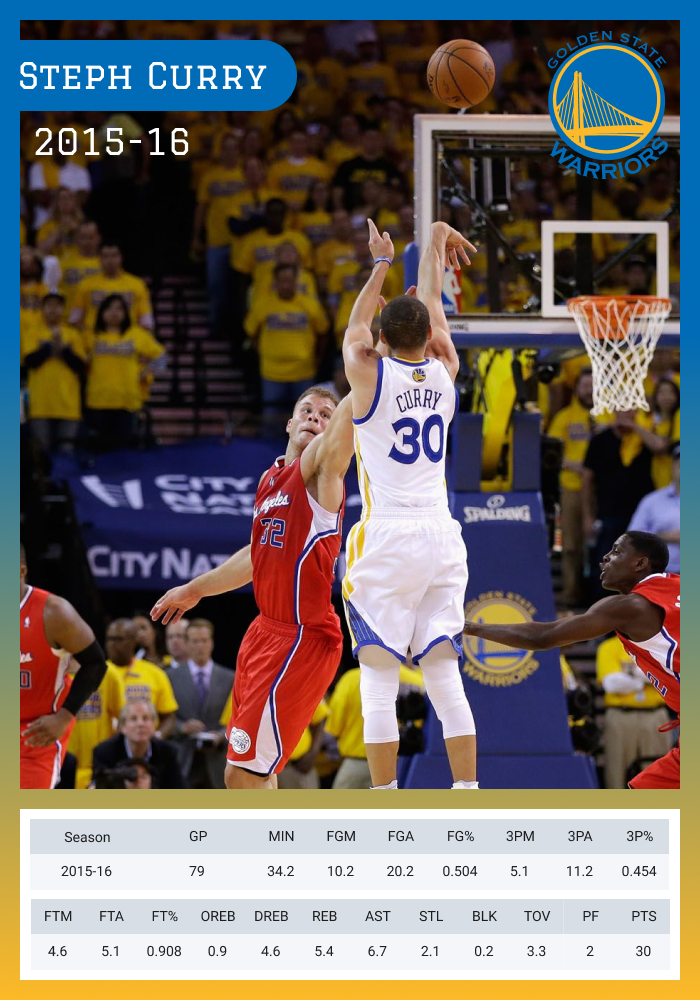 STEPH CURRY
2015-16
GOLDEN STATE
WARRIORS
CURRY
30
SPALDING
Angeles
32
CITY
NAT
CITY NAT
GOLDEN STATE
WARRIORS
Season GP MIN FGM FGA FG% 3PM 3PA 3P%
2015-16 79 34.2 10.2 20.2 0.504 5.1 11.2 0.454
FTM FTA FT% OREB DREB REB AST STL BLK TOV PF PTS
4.6 5.1 0.908 0.9 4.6 5.4 6.7 2.1 0.2 3.3 2 30